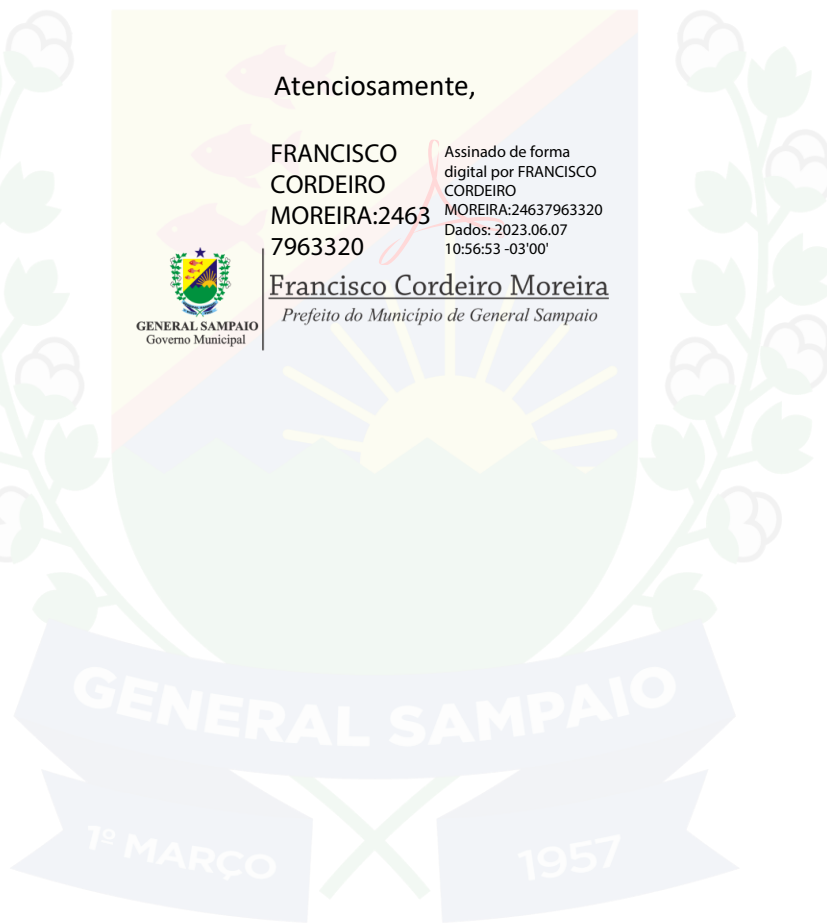 Atenciosamente,
FRANCISCO
CORDEIRO
MOREIRA:2463
7963320
Assinado de forma
digital por FRANCISCO
CORDEIRO
MOREIRA:24637963320
Dados: 2023.06.07
10:56:53 -03'00'
GENERAL SAMPAIO
Governo Municipal
Francisco Cordeiro Moreira
Prefeito do Município de General Sampaio
GENERAL SAMPAIO
1º MARÇO
1957